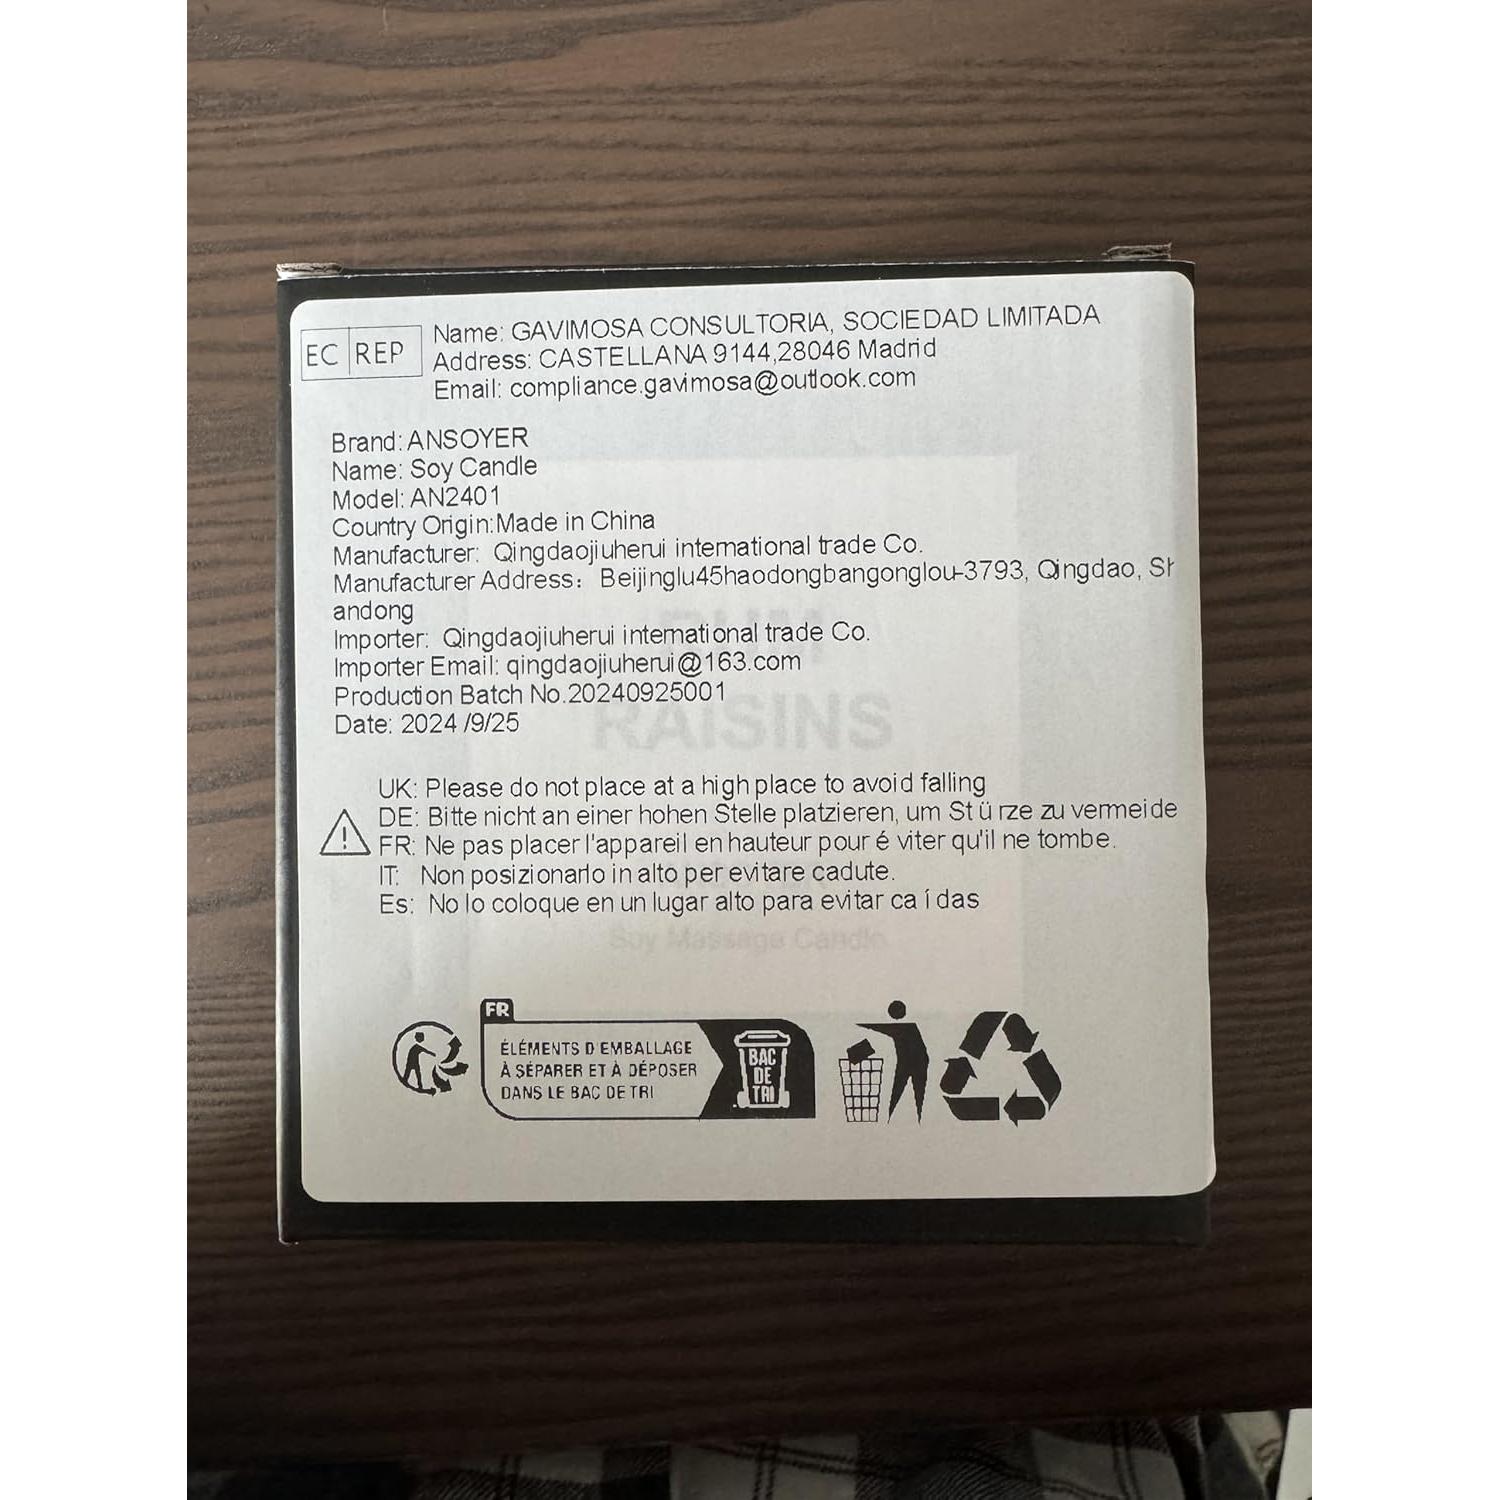 EC REP
Name: GAVIMOSA CONSULTORIA, SOCIEDAD LIMITADA
Address: CASTELLANA 9144,28046 Madrid
Email: compliance.gavimosa@outlook.com
Brand: ANSOYER
Name: Soy Candle
Model: AN2401
Country Origin:Made in China
Manufacturer: Qingdaojiuherui international trade Co.
Manufacturer Address： Beijinglu45haodongbangonglou-3793, Qingdao, Sh
andong
Importer: Qingdaojiuherui international trade Co.
Importer Email: qingdaojiuherui@163.com
Production Batch No.20240925001
Date: 2024 /9/25
RUM
RAISINS
UK: Please do not place at a high place to avoid falling
DE: Bitte nicht an einer hohen Stelle platzieren, um St ü rze zu vermeide
FR: Ne pas placer l'appareil en hauteur pour é viter qu'il ne tombe.
IT: Non posizionarlo in alto per evitare cadute.
Es: No lo coloque en un lugar alto para evitar ca í das
Soy Massage Candle
FR
ÉLÉMENTS D'EMBALLAGE
À SÉPARER ET À DÉPOSER
DANS LE BAC DE TRI
BAC
DE
TRI